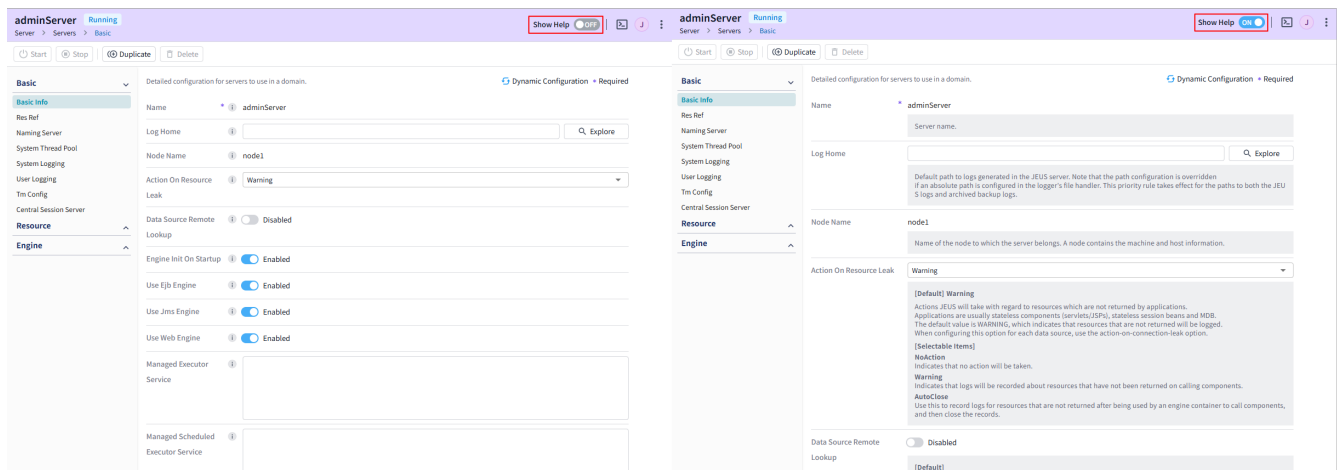 adminServer Running
Show Help OFF
J
Server > Servers > Basic
Start Stop Duplicate Delete
Basic
Basic Info
Res Ref
Naming Server
System Thread Pool
System Logging
User Logging
Tm Config
Central Session Server
Resource
Engine
Detailed configuration for servers to use in a domain.
Dynamic Configuration * Required
Name * adminServer
Log Home
Explore
Node Name node1
Action On Resource Leak
Warning
Data Source Remote Lookup
Disabled
Engine Init On Startup Enabled
Use Ejb Engine Enabled
Use Jms Engine Enabled
Use Web Engine Enabled
Managed Executor
Service
Managed Scheduled
Executor Service
adminServer Running
Show Help ON
J
Server > Servers > Basic
Start Stop Duplicate Delete
Basic
Basic Info
Res Ref
Naming Server
System Thread Pool
System Logging
User Logging
Tm Config
Central Session Server
Resource
Engine
Detailed configuration for servers to use in a domain.
Dynamic Configuration * Required
Name * adminServer
Server name.
Log Home
Explore
Default path to logs generated in the JEUS server. Note that the path configuration is overridden
if an absolute path is configured in the logger's file handler. This priority rule takes effect for the paths to both the JEU
S logs and archived backup logs.
Node Name node1
Name of the node to which the server belongs. A node contains the machine and host information.
Action On Resource Leak Warning
[Default] Warning
Actions JEUS will take with regard to resources which are not returned by applications.
Applications are usually stateless components (servlets/JSPs), stateless session beans and MDB.
The default value is WARNING, which indicates that resources that are not returned will be logged.
When configuring this option for each data source, use the action-on-connection-leak option.
[Selectable Items]
NoAction
Indicates that no action will be taken.
Warning
Indicates that logs will be recorded about resources that have not been returned on calling components.
AutoClose
Use this to record logs for resources that are not returned after being used by an engine container to call components,
and then close the records.
Data Source Remote
Lookup
Disabled
[Default]